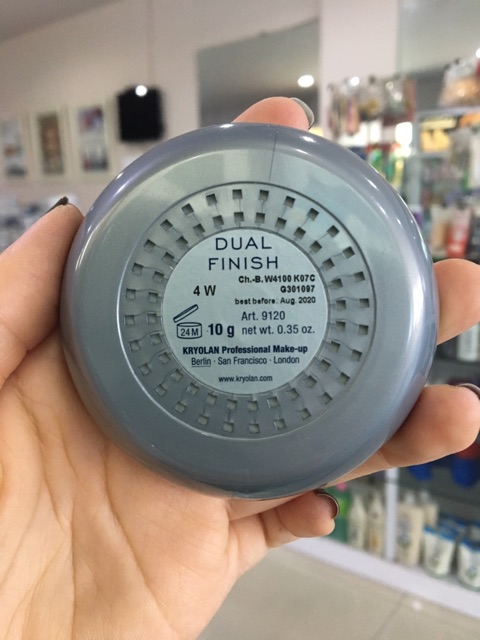 DUAL
FINISH
Ch.-B. W4100 K07C
4 W G301097
best before: Aug. 2020
Art. 9120
24 M 10 g net wt. 0.35 oz.
KRYOLAN Professional Make-up
Berlin · San Francisco · London
www.kryolan.com